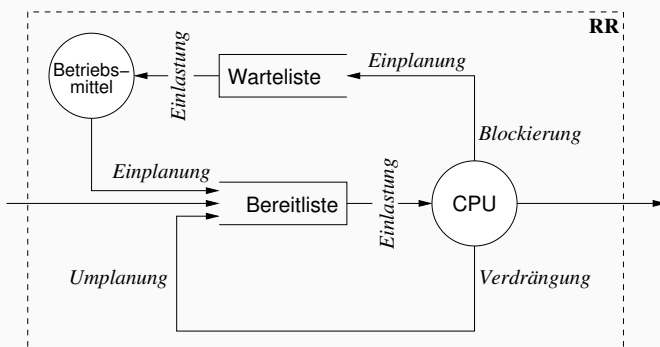 RR
Betriebs–
mittel
Einlastung
Warteliste
Einplanung
Blockierung
Einplanung
Bereitliste
Einlastung
CPU
Umplanung
Verdrängung